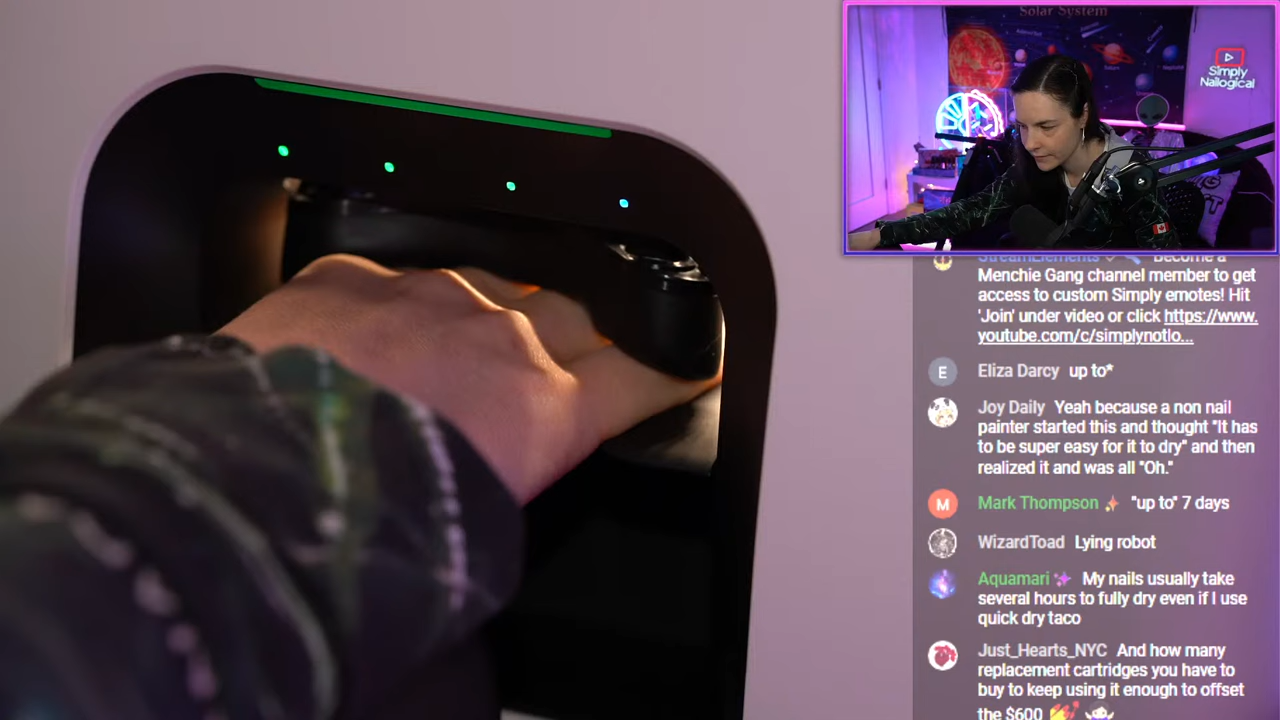 Solar System
Simply
Nailogical
StreamElements Become a
Menchie Gang channel member to get
access to custom Simply emotes! Hit
'Join' under video or click https://www.
youtube.com/c/simplynotlo...
E Eliza Darcy up to*
Joy Daily Yeah because a non nail
painter started this and thought "It has
to be super easy for it to dry" and then
realized it and was all "Oh."
M Mark Thompson "up to" 7 days
WizardToad Lying robot
Aquamari My nails usually take
several hours to fully dry even if I use
quick dry taco
Just_Hearts_NYC And how many
replacement cartridges you have to
buy to keep using it enough to offset
the $600